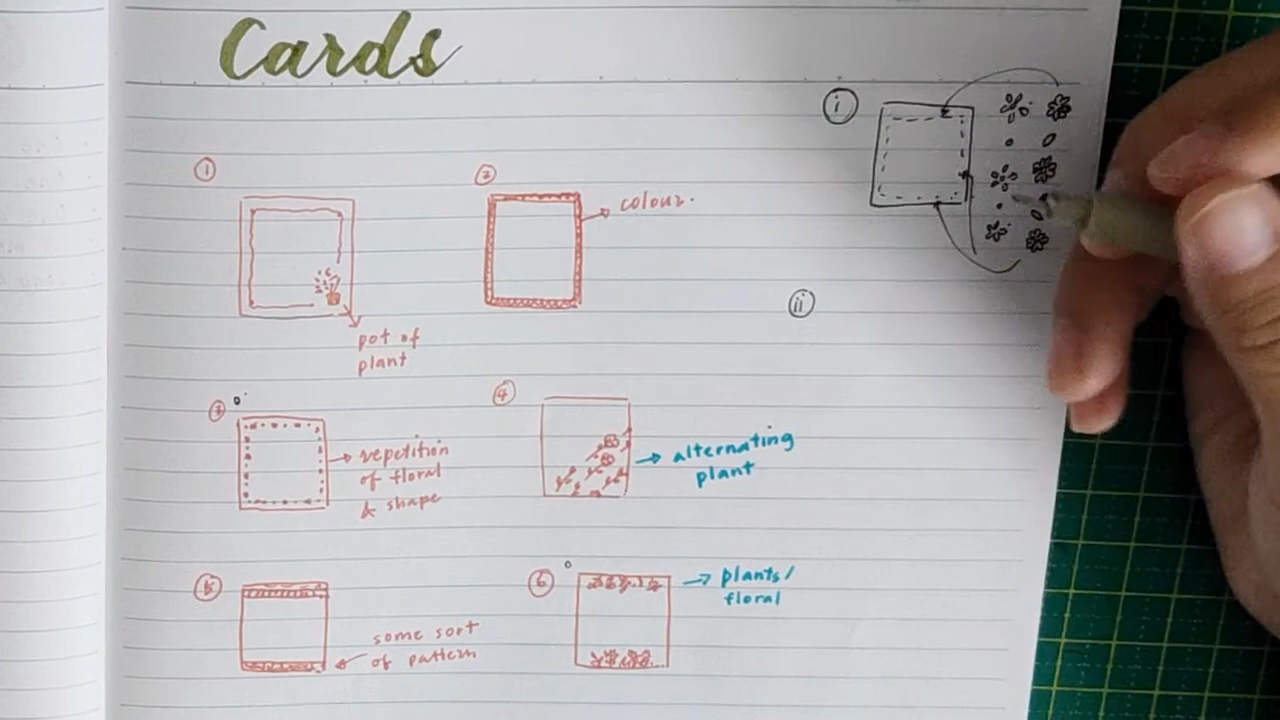 Cards
i
1
2
colour.
pot of
plant
ii
3
repetition
of floral
& shape
4
alternating
plant
5
some sort
of pattern
6
plants/
floral